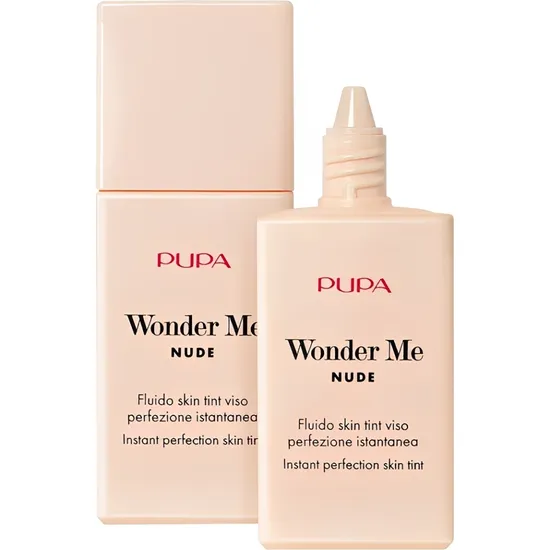 PUPA
Wonder Me
NUDE
Fluido skin tint viso
perfezione istantanea
Instant perfection skin tint
PUPA
Wonder Me
NUDE
Fluido skin tint viso
perfezione istantanea
Instant perfection skin tint